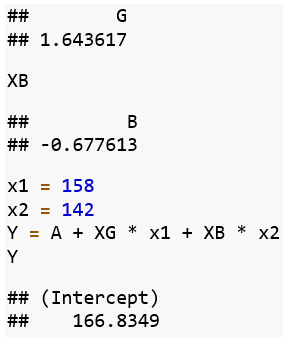 ##         G
## 1.643617
XB
##         B
## -0.677613
x1 = 158
x2 = 142
Y = A + XG * x1 + XB * x2
Y
## (Intercept)
##    166.8349